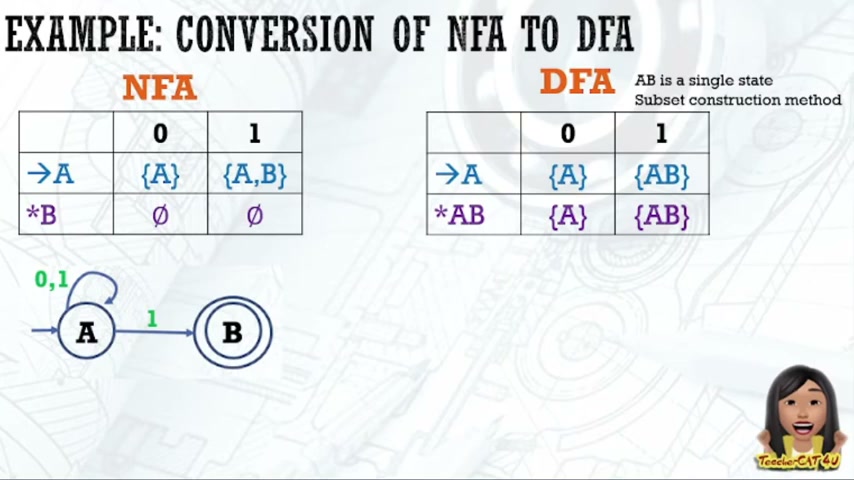 EXAMPLE: CONVERSION OF NFA TO DFA
NFA
0 1
→A {A} {A,B}
*B Ø Ø
DFA
AB is a single state
Subset construction method
0 1
→A {A} {AB}
*AB {A} {AB}
0,1
A 1 B
TeacherCAT4U